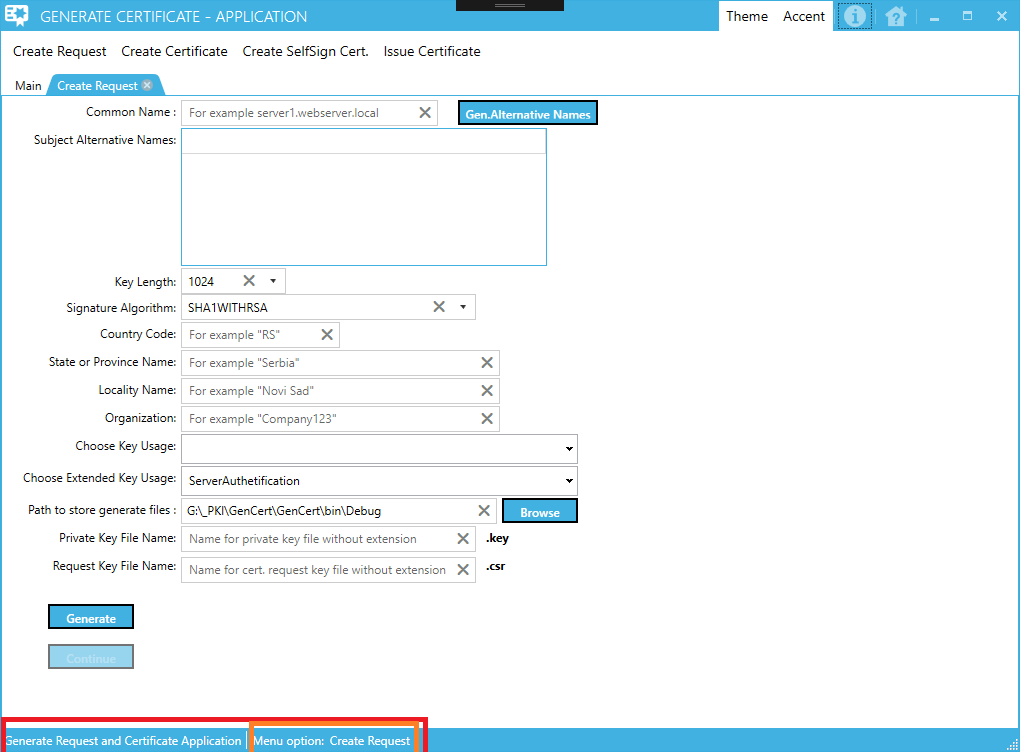 GENERATE CERTIFICATE - APPLICATION
Theme Accent
Create Request Create Certificate Create SelfSign Cert. Issue Certificate
Main Create Request
Common Name : For example server1.webserver.local Gen.Alternative Names
Subject Alternative Names:
Key Length: 1024
Signature Algorithm: SHA1WITHRSA
Country Code: For example "RS"
State or Province Name: For example "Serbia"
Locality Name: For example "Novi Sad"
Organization: For example "Company123"
Choose Key Usage:
Choose Extended Key Usage: ServerAuthetification
Path to store generate files : G:\_PKI\GenCert\GenCert\bin\Debug Browse
Private Key File Name: Name for private key file without extension .key
Request Key File Name: Name for cert. request key file without extension .csr
Generate
Continue
Generate Request and Certificate Application Menu option: Create Request